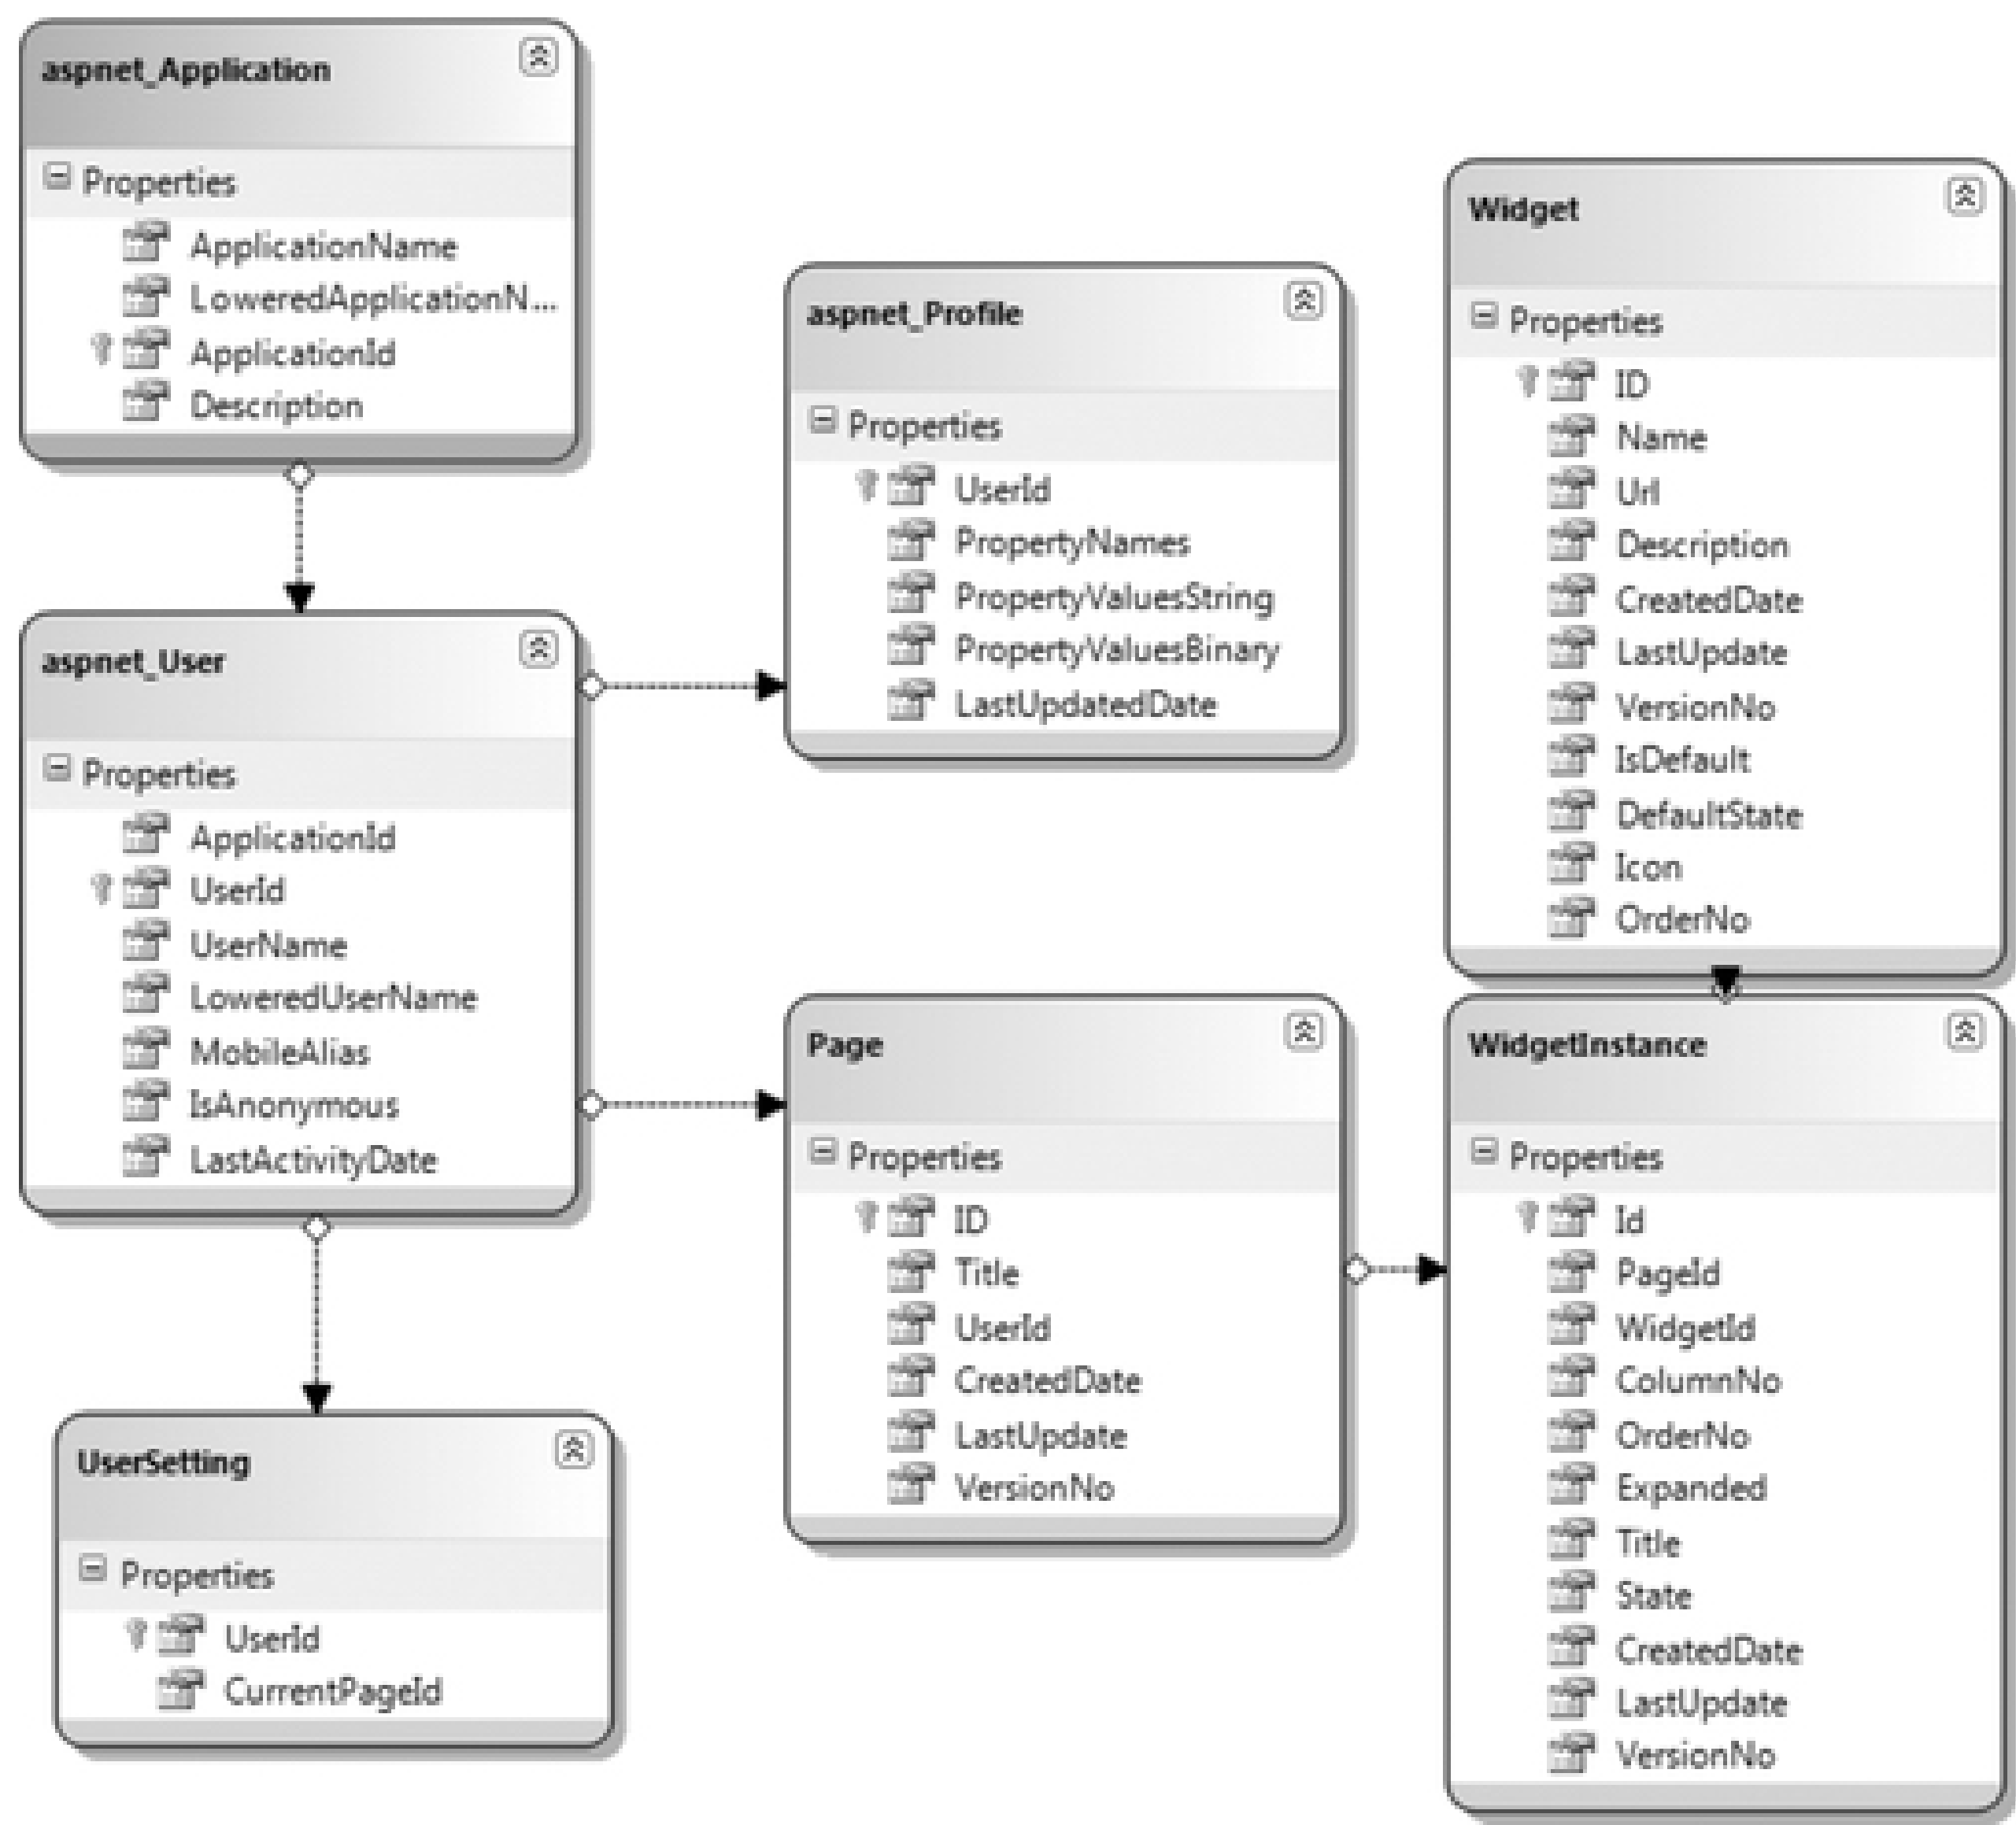 aspnet_Application
Properties
ApplicationName
LoweredApplicationN...
ApplicationId
Description
aspnet_User
Properties
ApplicationId
UserId
UserName
LoweredUserName
MobileAlias
IsAnonymous
LastActivityDate
UserSetting
Properties
UserId
CurrentPageId
aspnet_Profile
Properties
UserId
PropertyNames
PropertyValuesString
PropertyValuesBinary
LastUpdatedDate
Page
Properties
ID
Title
UserId
CreatedDate
LastUpdate
VersionNo
Widget
Properties
ID
Name
Url
Description
CreatedDate
LastUpdate
VersionNo
IsDefault
DefaultState
Icon
OrderNo
WidgetInstance
Properties
Id
PageId
WidgetId
ColumnNo
OrderNo
Expanded
Title
State
CreatedDate
LastUpdate
VersionNo